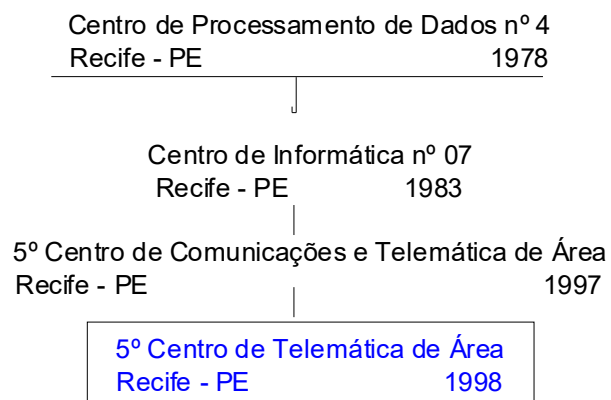 Centro de Processamento de Dados nº 4
Recife - PE 1978
Centro de Informática nº 07
Recife - PE 1983
5º Centro de Comunicações e Telemática de Área
Recife - PE 1997
5º Centro de Telemática de Área
Recife - PE 1998